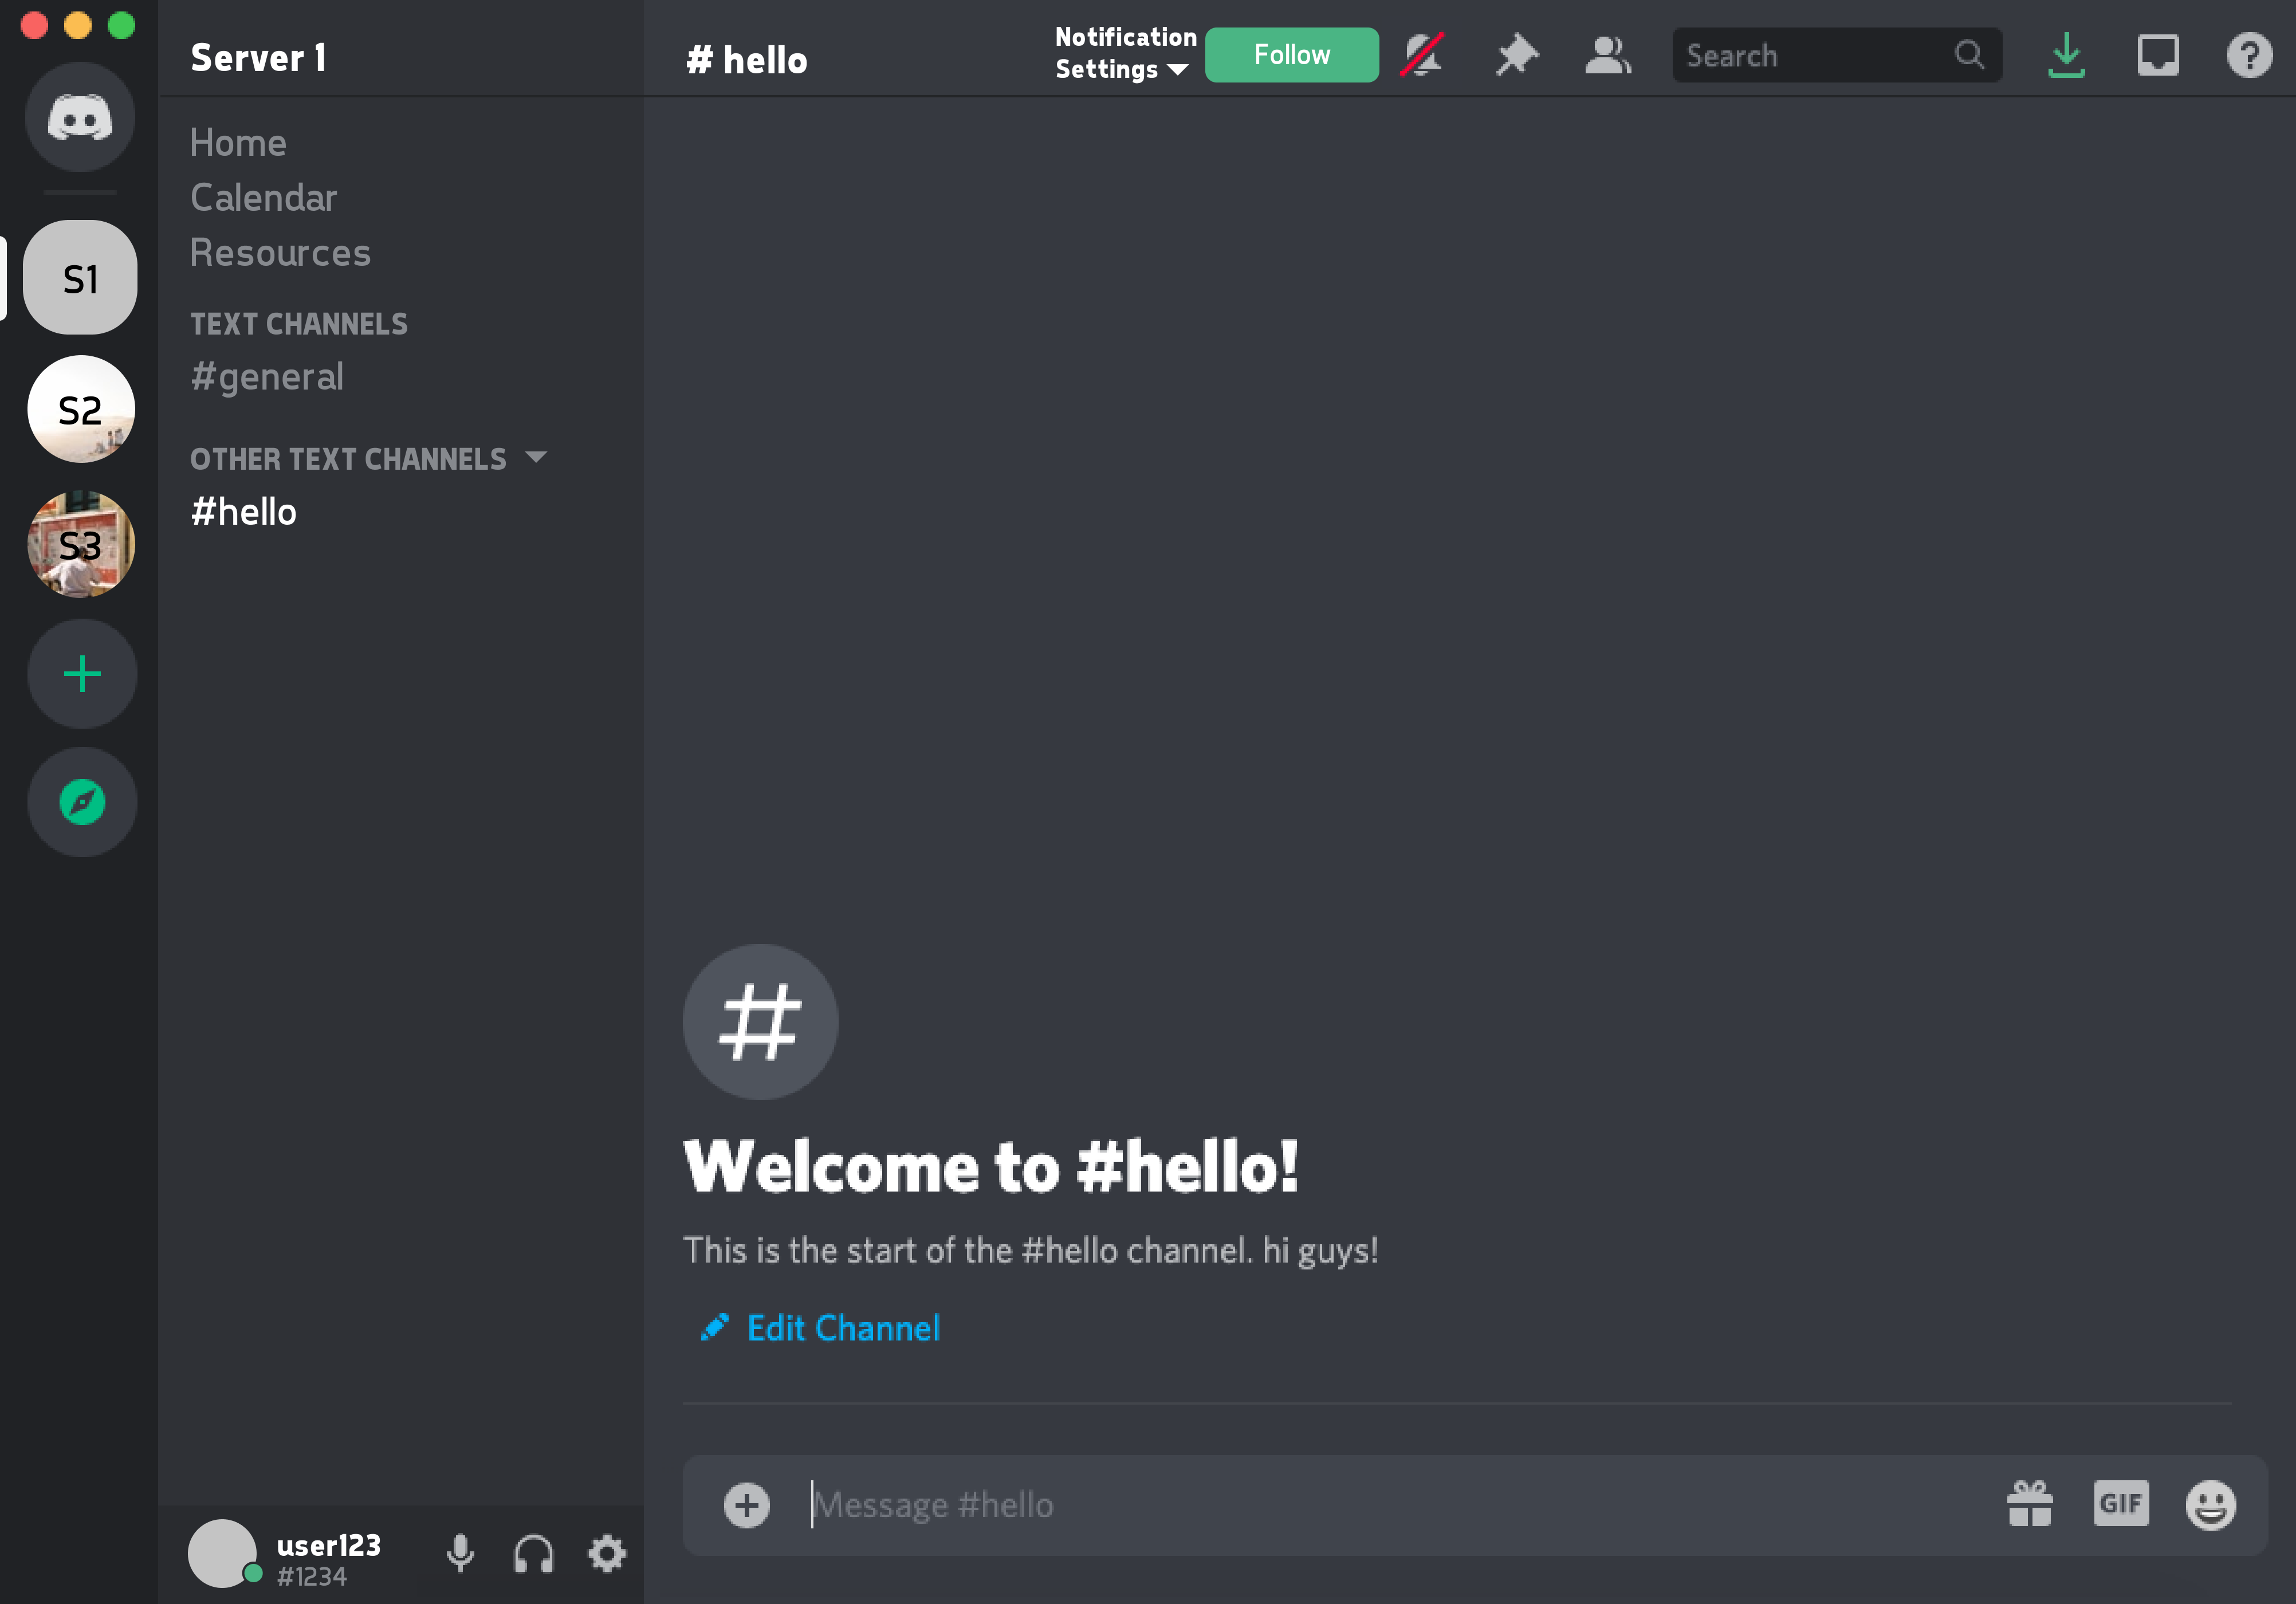 Server 1
# hello
Notification
Settings
Follow
Search
Home
Calendar
Resources
S1
TEXT CHANNELS
#general
S2
OTHER TEXT CHANNELS
#hello
S3
#
Welcome to #hello!
This is the start of the #hello channel. hi guys!
Edit Channel
Message #hello
GIF
user123
#1234